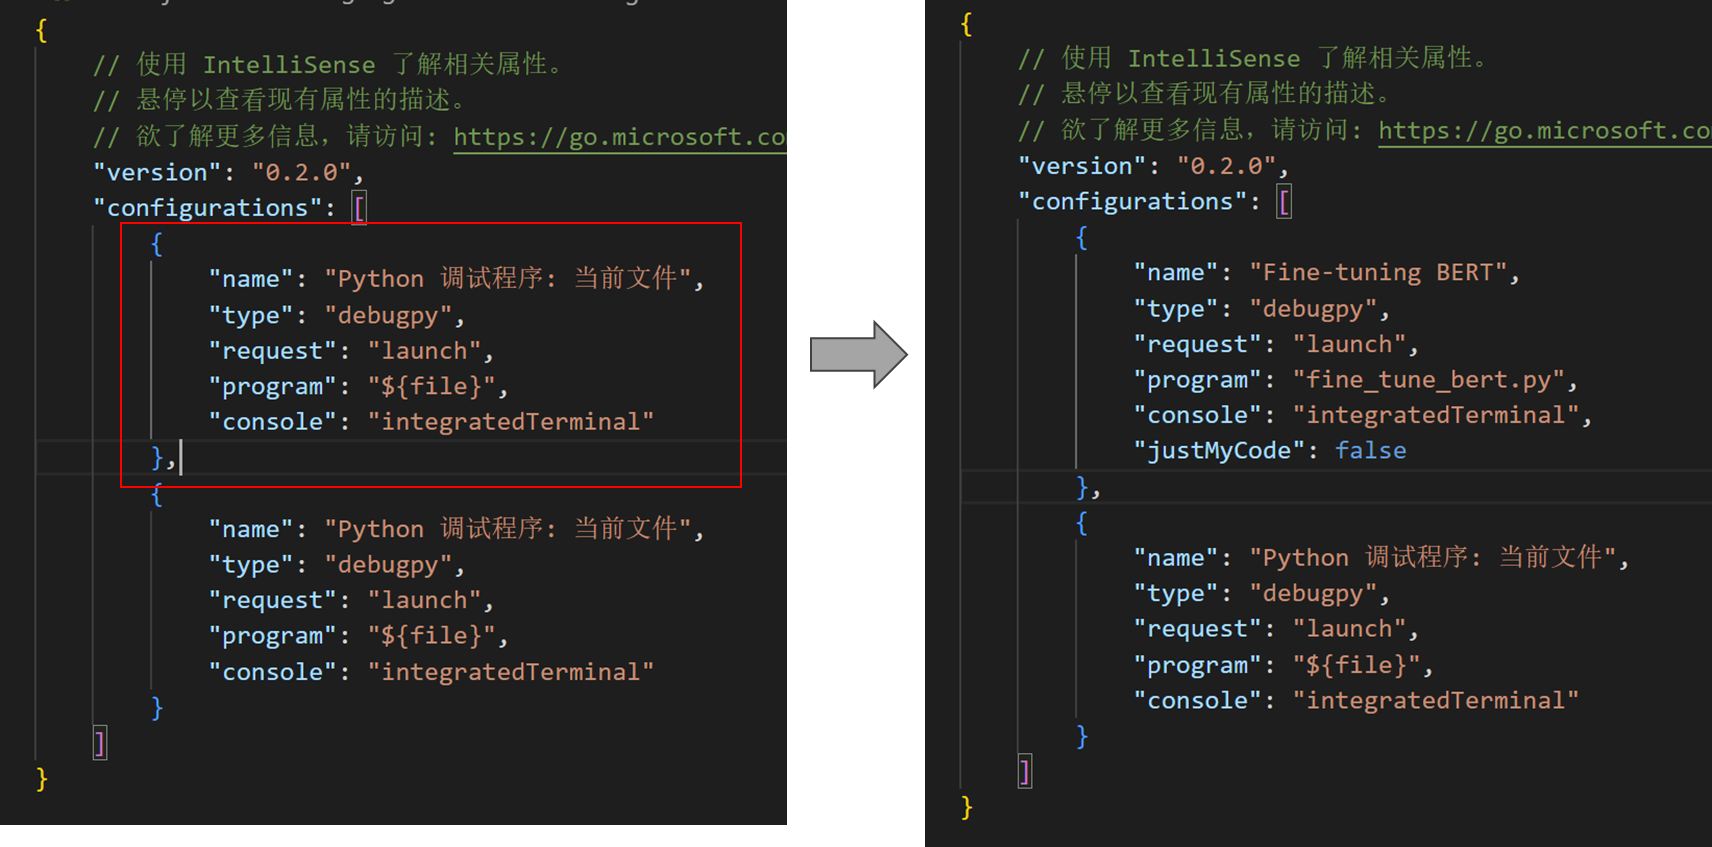 {
// 使用 IntelliSense 了解相关属性。
// 悬停以查看现有属性的描述。
// 欲了解更多信息，请访问: https://go.microsoft.co
"version": "0.2.0",
"configurations": [
{
"name": "Python 调试程序: 当前文件",
"type": "debugpy",
"request": "launch",
"program": "${file}",
"console": "integratedTerminal"
},
{
"name": "Python 调试程序: 当前文件",
"type": "debugpy",
"request": "launch",
"program": "${file}",
"console": "integratedTerminal"
}
]
}
{
// 使用 IntelliSense 了解相关属性。
// 悬停以查看现有属性的描述。
// 欲了解更多信息，请访问: https://go.microsoft.co
"version": "0.2.0",
"configurations": [
{
"name": "Fine-tuning BERT",
"type": "debugpy",
"request": "launch",
"program": "fine_tune_bert.py",
"console": "integratedTerminal",
"justMyCode": false
},
{
"name": "Python 调试程序: 当前文件",
"type": "debugpy",
"request": "launch",
"program": "${file}",
"console": "integratedTerminal"
}
]
}